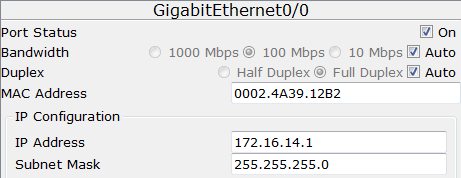 GigabitEthernet0/0
Port Status On
Bandwidth 1000 Mbps 100 Mbps 10 Mbps Auto
Duplex Half Duplex Full Duplex Auto
MAC Address 0002.4A39.12B2
IP Configuration
IP Address 172.16.14.1
Subnet Mask 255.255.255.0